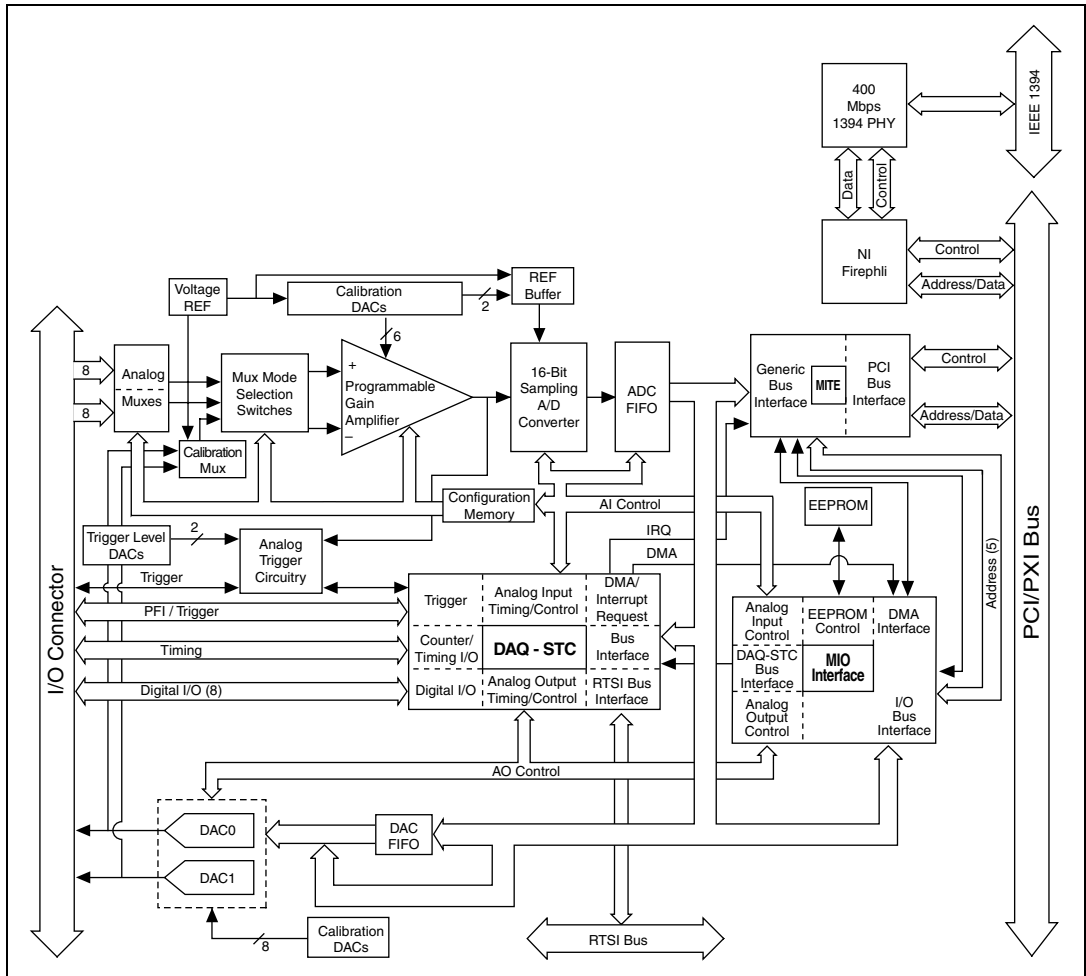 400
Mbps
1394 PHY
IEEE 1394
Data
Control
NI
Firephli
Control
Address/Data
PCI/PXI Bus
Voltage
REF
Calibration
DACs
2
REF
Buffer
6
I/O Connector
8
8
Analog
Muxes
Mux Mode
Selection
Switches
+
Programmable
Gain
Amplifier
–
16-Bit
Sampling
A/D
Converter
ADC
FIFO
Generic
Bus
Interface
MITE
PCI
Bus
Interface
Control
Address/Data
Calibration
Mux
Configuration
Memory
AI Control
EEPROM
Trigger Level
DACs
2
Analog
Trigger
Circuitry
IRQ
DMA
Address (5)
Trigger
PFI / Trigger
Timing
Digital I/O (8)
Trigger
Analog Input
Timing/Control
DMA/
Interrupt
Request
Counter/
Timing I/O
DAQ - STC
Bus
Interface
Digital I/O
Analog Output
Timing/Control
RTSI Bus
Interface
Analog
Input
Control
EEPROM
Control
DMA
Interface
DAQ-STC
Bus
Interface
MIO
Interface
Analog
Output
Control
I/O
Bus
Interface
AO Control
DAC0
DAC
FIFO
DAC1
8
Calibration
DACs
RTSI Bus